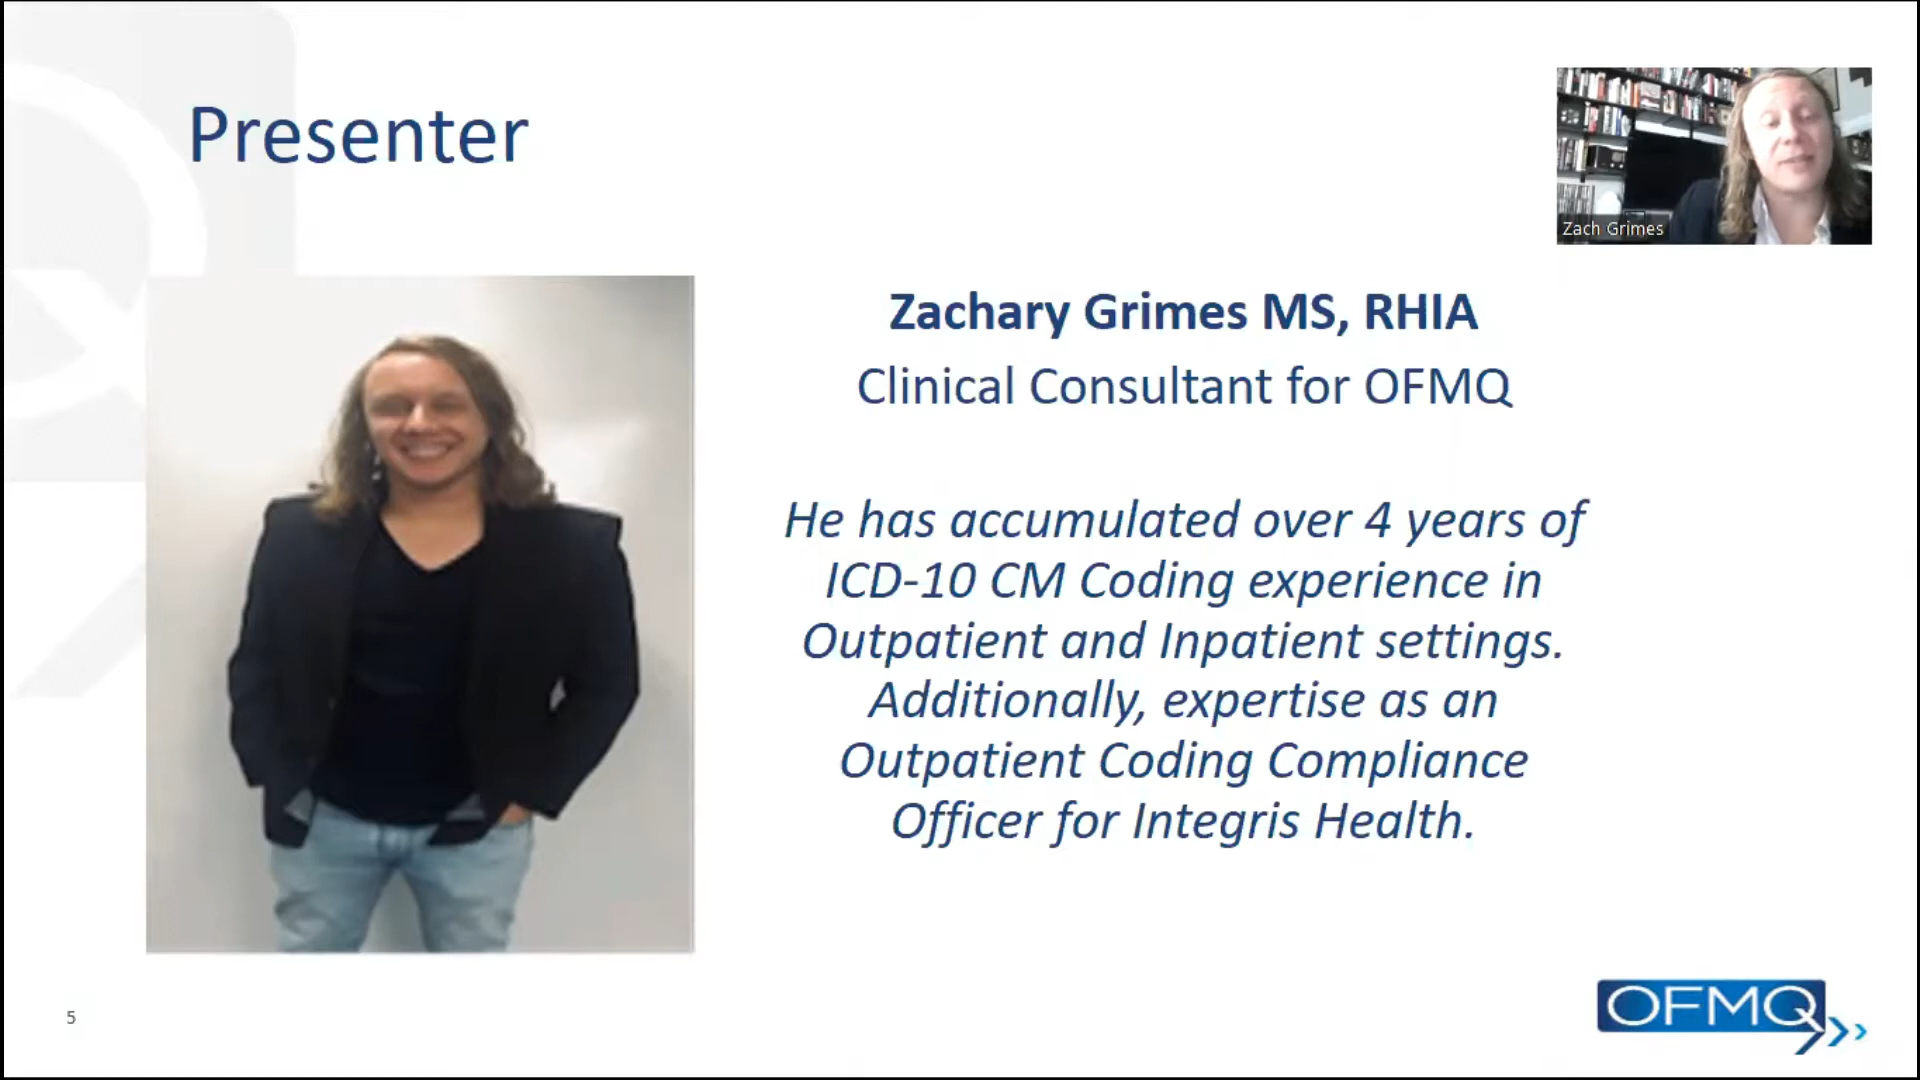 Presenter
Zach Grimes
Zachary Grimes MS, RHIA
Clinical Consultant for OFMQ
He has accumulated over 4 years of
ICD-10 CM Coding experience in
Outpatient and Inpatient settings.
Additionally, expertise as an
Outpatient Coding Compliance
Officer for Integris Health.
5
OFMQ